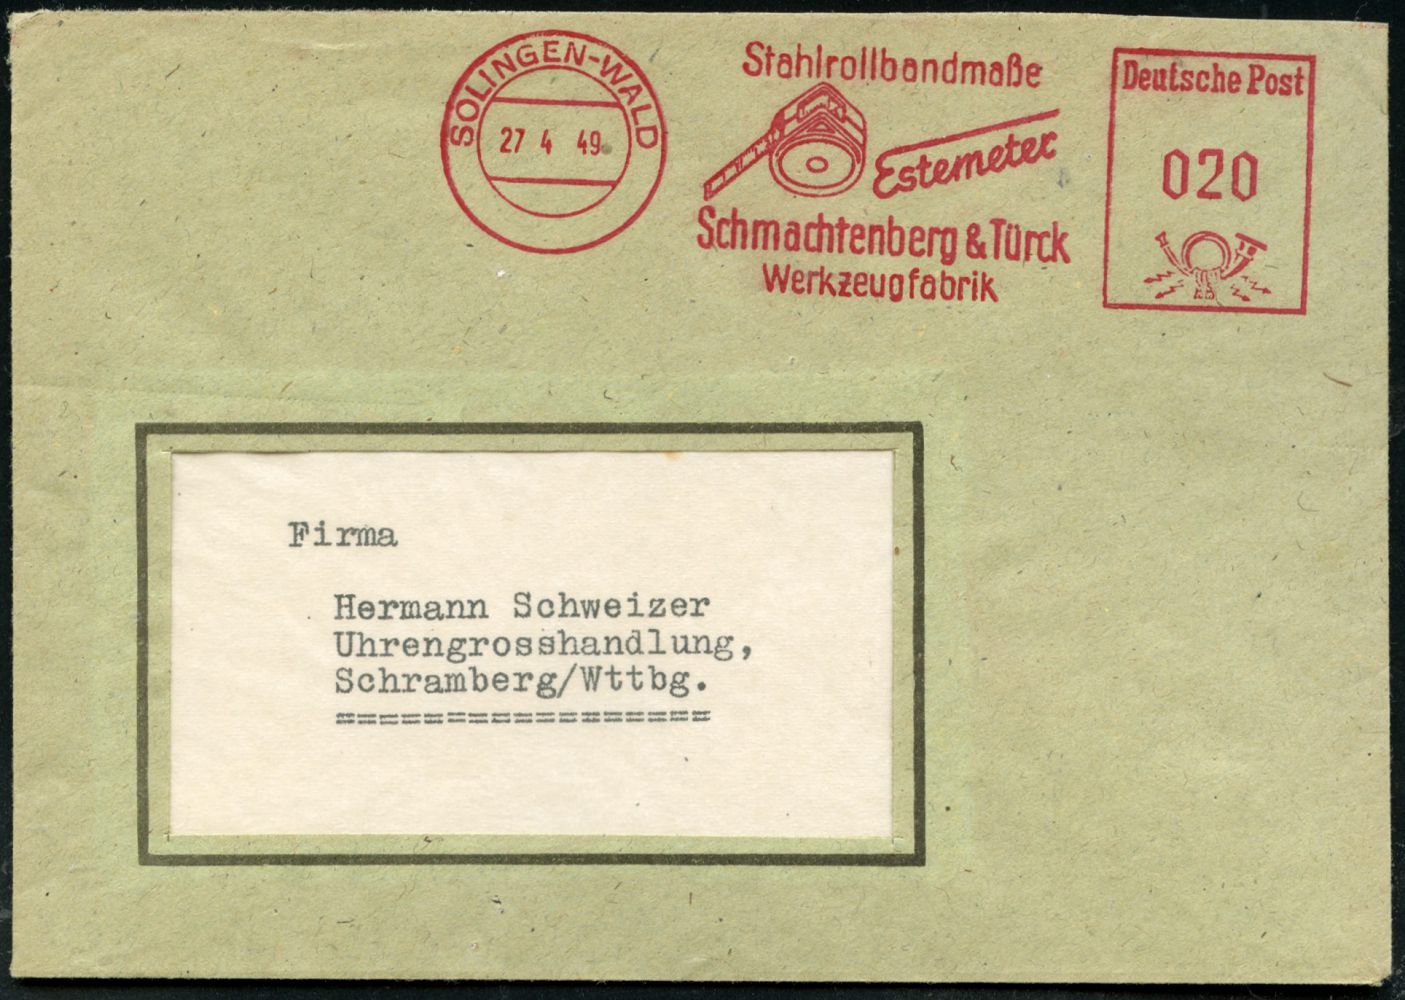 SOLINGEN-WALD
27 4 49
Stahlrollbandmaße
Estemeter
Schmachtenberg & Türck
Werkzeugfabrik
Deutsche Post
020
Firma
Hermann Schweizer
Uhrengrosshandlung,
Schramberg/Wttbg.
=================